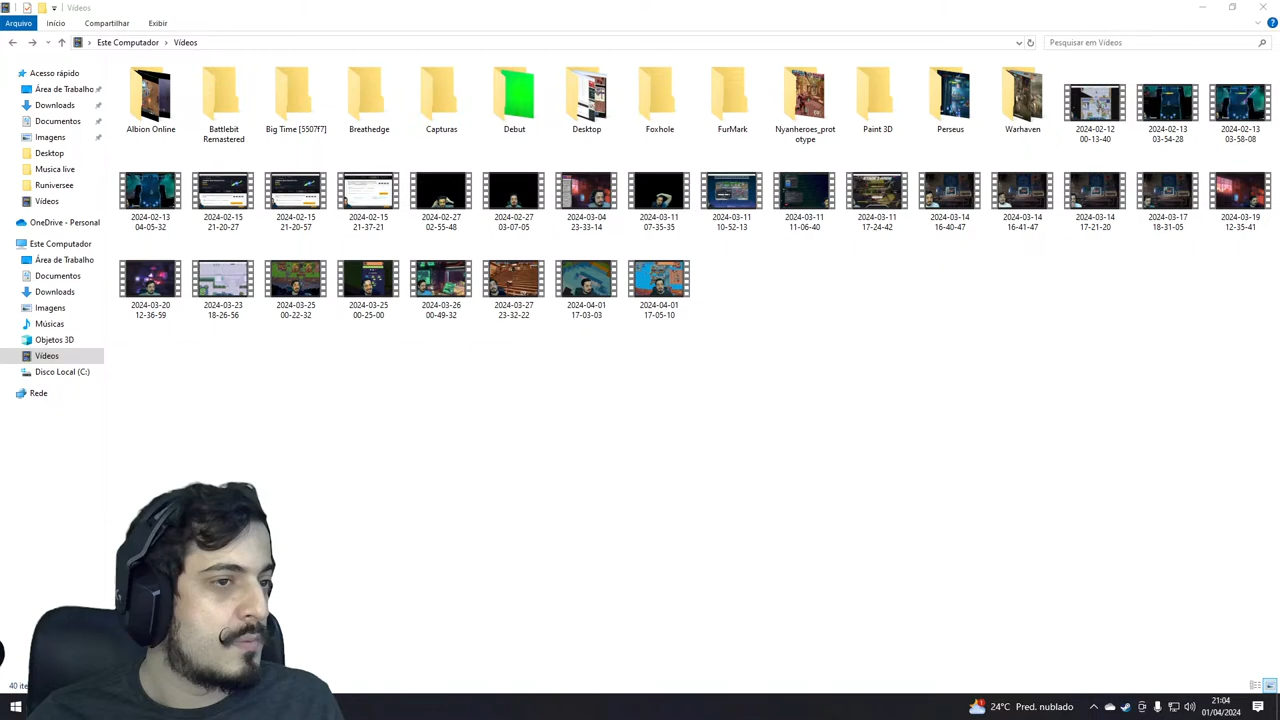 Vídeos
Arquivo
Início
Compartilhar
Exibir
Este Computador
Vídeos
Pesquisar em Vídeos
Acesso rápido
Área de Trabalho
Downloads
Documentos
Imagens
Desktop
Musica live
Runiversee
Vídeos
OneDrive - Personal
Este Computador
Área de Trabalho
Documentos
Downloads
Imagens
Músicas
Objetos 3D
Vídeos
Disco Local (C:)
Rede
Albion Online
Battlebit
Remastered
Big Time [5507f7]
Breathedge
Capturas
Debut
Desktop
Foxhole
FurMark
Nyanheroes_prot
otype
Paint 3D
Perseus
Warhaven
2024-02-12
00-13-40
2024-02-13
03-54-28
2024-02-13
03-58-08
2024-02-13
04-05-32
2024-02-15
21-20-27
2024-02-15
21-20-57
2024-02-15
21-37-21
2024-02-27
02-55-48
2024-02-27
03-07-05
2024-03-04
23-33-14
2024-03-11
07-35-35
2024-03-11
10-52-13
2024-03-11
11-06-40
2024-03-11
17-24-42
2024-03-14
16-40-47
2024-03-14
16-41-47
2024-03-14
17-21-20
2024-03-17
18-31-05
2024-03-19
12-35-41
2024-03-20
12-36-59
2024-03-23
18-26-56
2024-03-25
00-22-32
2024-03-25
00-25-00
2024-03-26
00-49-32
2024-03-27
23-32-22
2024-04-01
17-03-03
2024-04-01
17-05-10
40 ite
24°C Pred. nublado
21:04
01/04/2024